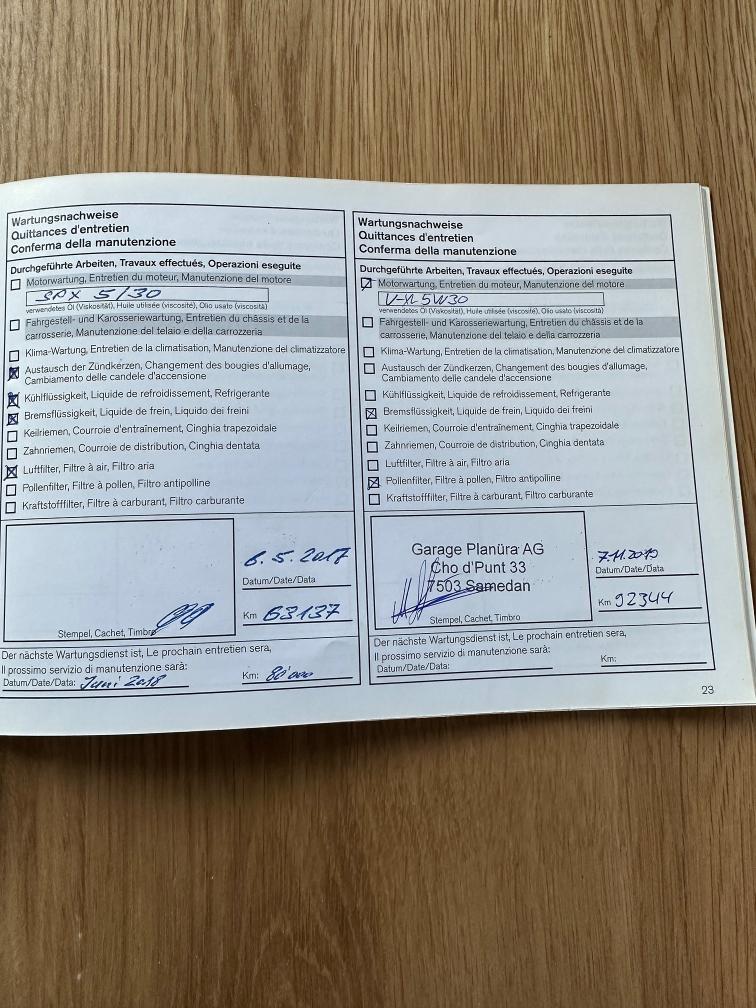 Wartungsnachweise
Quittances d'entretien
Conferma della manutenzione
Durchgeführte Arbeiten, Travaux effectués, Operazioni eseguite
Motorwartung, Entretien du moteur, Manutenzione del motore
5/30
verwendetes Öl (Viskosität), Huile utilisée (viscosité), Olio usato (viscosità)
Fahrgestell- und Karosseriewartung, Entretien du châssis et de la
carrosserie, Manutenzione del telaio e della carrozzeria
Klima-Wartung, Entretien de la climatisation, Manutenzione del climatizzatore
Austausch der Zündkerzen, Changement des bougies d'allumage,
Cambiamento delle candele d'accensione
Kühlflüssigkeit, Liquide de refroidissement, Refrigerante
Bremsflüssigkeit, Liquide de frein, Liquido dei freini
Keilriemen, Courroie d'entraînement, Cinghia trapezoidale
Zahnriemen, Courroie de distribution, Cinghia dentata
Luftfilter, Filtre à air, Filtro aria
Pollenfilter, Filtre à pollen, Filtro antipolline
Kraftstofffilter, Filtre à carburant, Filtro carburante
6.5.2017
Datum/Date/Data
Km 63137
Stempel, Cachet, Timbro
Der nächste Wartungsdienst ist, Le prochain entretien sera,
Il prossimo servizio di manutenzione sarà:
Datum/Date/Data: Juni 2018 Km: 80'000
Wartungsnachweise
Quittances d'entretien
Conferma della manutenzione
Durchgeführte Arbeiten, Travaux effectués, Operazioni eseguite
Motorwartung, Entretien du moteur, Manutenzione del motore
5W30
verwendetes Öl (Viskosität), Huile utilisée (viscosité), Olio usato (viscosità)
Fahrgestell- und Karosseriewartung, Entretien du châssis et de la
carrosserie, Manutenzione del telaio e della carrozzeria
Klima-Wartung, Entretien de la climatisation, Manutenzione del climatizzatore
Austausch der Zündkerzen, Changement des bougies d'allumage,
Cambiamento delle candele d'accensione
Kühlflüssigkeit, Liquide de refroidissement, Refrigerante
Bremsflüssigkeit, Liquide de frein, Liquido dei freini
Keilriemen, Courroie d'entraînement, Cinghia trapezoidale
Zahnriemen, Courroie de distribution, Cinghia dentata
Luftfilter, Filtre à air, Filtro aria
Pollenfilter, Filtre à pollen, Filtro antipolline
Kraftstofffilter, Filtre à carburant, Filtro carburante
Garage Planüra AG
Cho d'Punt 33
7503 Samedan
Stempel, Cachet, Timbro
Datum/Date/Data
Km 92344
Der nächste Wartungsdienst ist, Le prochain entretien sera,
Il prossimo servizio di manutenzione sarà:
Datum/Date/Data: Km:
23